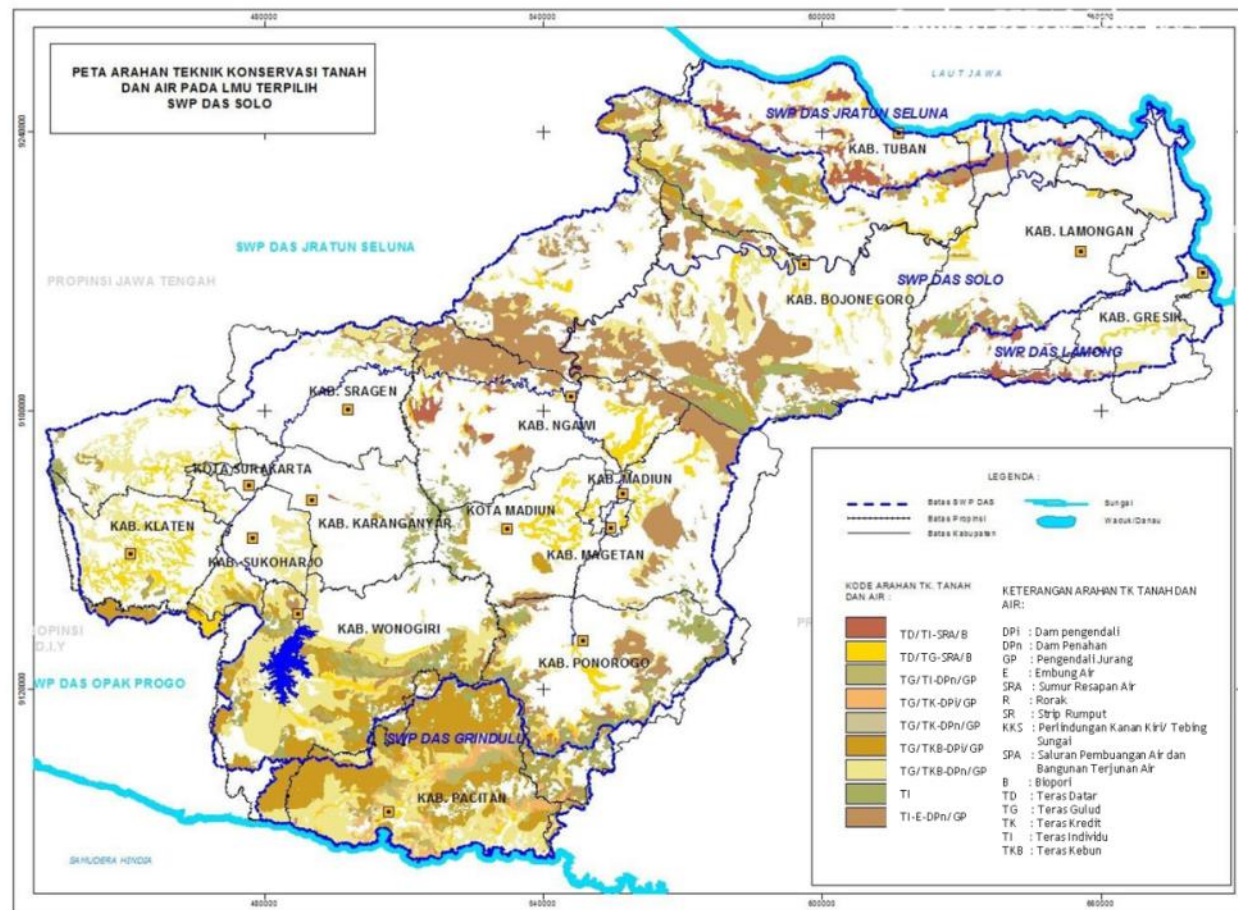 PETA ARAHAN TEKNIK KONSERVASI TANAH
DAN AIR PADA LMU TERPILIH
SWP DAS SOLO
LAUT JAWA
SWP DAS JRATUN SELUNA
KAB. TUBAN
SWP DAS JRATUN SELUNA
KAB. LAMONGAN
PROPINSI JAWA TENGAH
SWP DAS SOLO
KAB. BOJONEGORO
KAB. GRESIK
SWP DAS LAMONG
KAB. SRAGEN
KAB. NGAWI
KOTA SURAKARTA
KAB. MADIUN
KAB. KLATEN
KAB. KARANGANYAR
KOTA MADIUN
KAB. MAGETAN
KAB. SUKOHARJO
KAB. WONOGIRI
KAB. PONOROGO
D.I.Y
DAS OPAK PROGO
SWP DAS GRINDULU
KAB. PACITAN
SAMUDERA HINDIA
LEGENDA :
Batas SWP DAS
Sungai
Batas Propinsi
Waduk/Danau
Batas Kabupaten
KODE ARAHAN TK. TANAH
DAN AIR :
TD/TI-SRA/B
TD/TG-SRA/B
TG/TI-DPn/GP
TG/TK-DPi/GP
TG/TK-DPn/GP
TG/TKB-DPi/GP
TG/TKB-DPn/GP
TI
TI-E-DPn/GP
KETERANGAN ARAHAN TK TANAH DAN
AIR:
DPi : Dam pengendali
DPn : Dam Penahan
GP : Pengendali Jurang
E : Embung Air
SRA : Sumur Resapan Air
R : Rorak
SR : Strip Rumput
KKS : Perlindungan Kanan Kiri/ Tebing
Sungai
SPA : Saluran Pembuangan Air dan
Bangunan Terjunan Air
B : Biopori
TD : Teras Datar
TG : Teras Gulud
TK : Teras Kredit
TI : Teras Individu
TKB : Teras Kebun